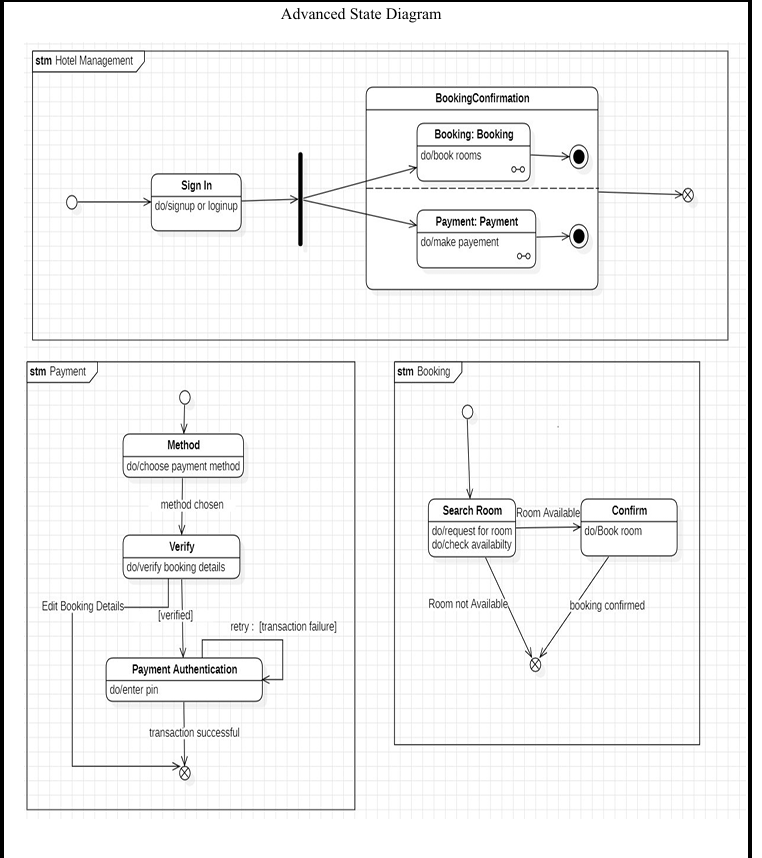 Advanced State Diagram
stm Hotel Management
BookingConfirmation
Booking: Booking
do/book rooms
Sign In
do/signup or loginup
Payment: Payment
do/make payement
stm Payment
Method
do/choose payment method
method chosen
Verify
do/verify booking details
Edit Booking Details
[verified]
retry : [transaction failure]
Payment Authentication
do/enter pin
transaction successful
stm Booking
Search Room
do/request for room
do/check availabilty
Room Available
Confirm
do/Book room
Room not Available
booking confirmed